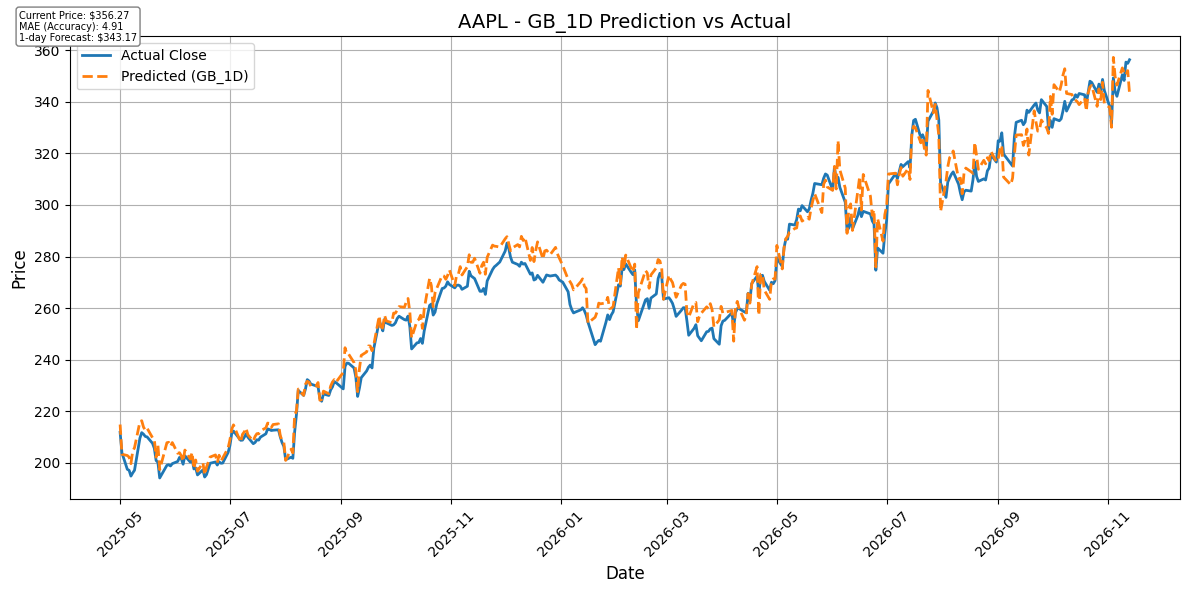 AAPL - GB_1D Prediction vs Actual
Current Price: $356.27
MAE (Accuracy): 4.91
1-day Forecast: $343.17
Actual Close
Predicted (GB_1D)
Price
360
340
320
300
280
260
240
220
200
2025-05
2025-07
2025-09
2025-11
2026-01
2026-03
2026-05
2026-07
2026-09
2026-11
Date